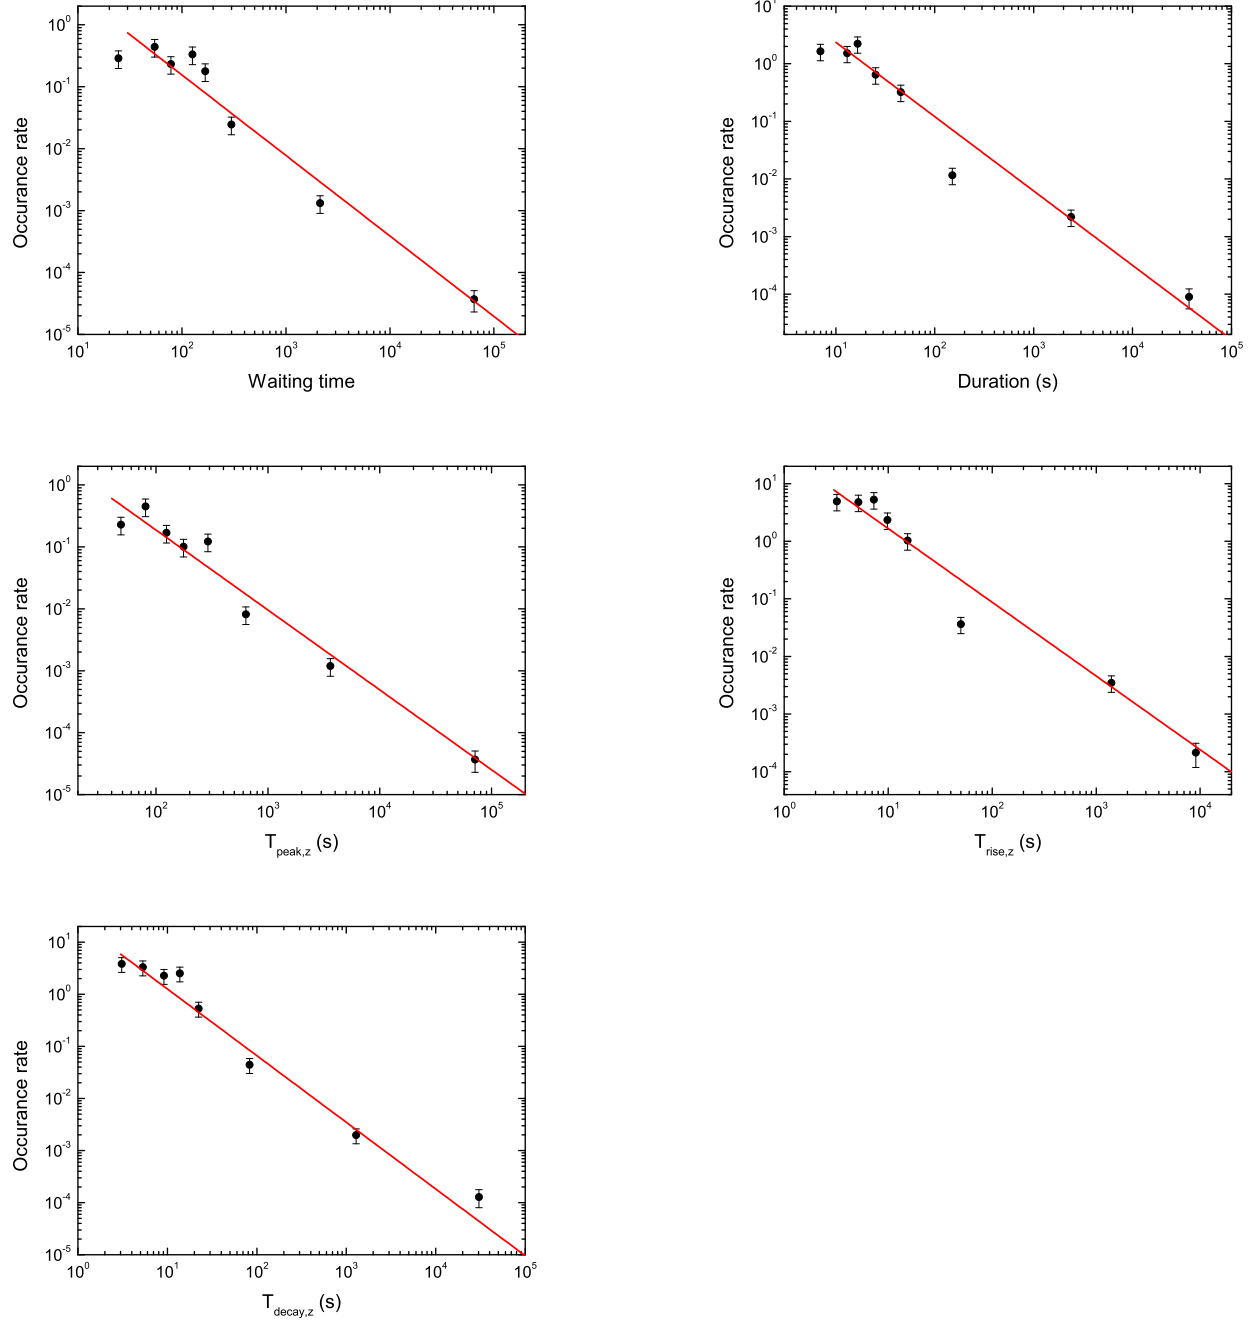 10^0
10^-1
10^-2
10^-3
10^-4
10^-5
Occurance rate
10^1 10^2 10^3 10^4 10^5
Waiting time
10^1
10^0
10^-1
10^-2
10^-3
10^-4
Occurance rate
10^1 10^2 10^3 10^4 10^5
Duration (s)
10^0
10^-1
10^-2
10^-3
10^-4
10^-5
Occurance rate
10^2 10^3 10^4 10^5
T_peak,z (s)
10^1
10^0
10^-1
10^-2
10^-3
10^-4
Occurance rate
10^0 10^1 10^2 10^3 10^4
T_rise,z (s)
10^1
10^0
10^-1
10^-2
10^-3
10^-4
10^-5
Occurance rate
10^0 10^1 10^2 10^3 10^4 10^5
T_decay,z (s)